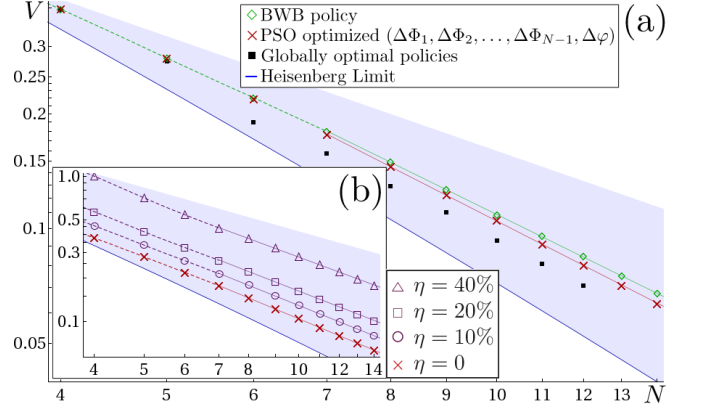 V
(a)
BWB policy
PSO optimized (ΔΦ₁, ΔΦ₂, . . . , ΔΦ_{N−1}, Δφ)
Globally optimal policies
Heisenberg Limit
0.3
0.25
0.2
0.15
0.1
0.05
(b)
1.0
0.5
0.3
0.1
4 5 6 7 8 10 12 14
η = 40%
η = 20%
η = 10%
η = 0
4 5 6 7 8 9 10 11 12 13 N